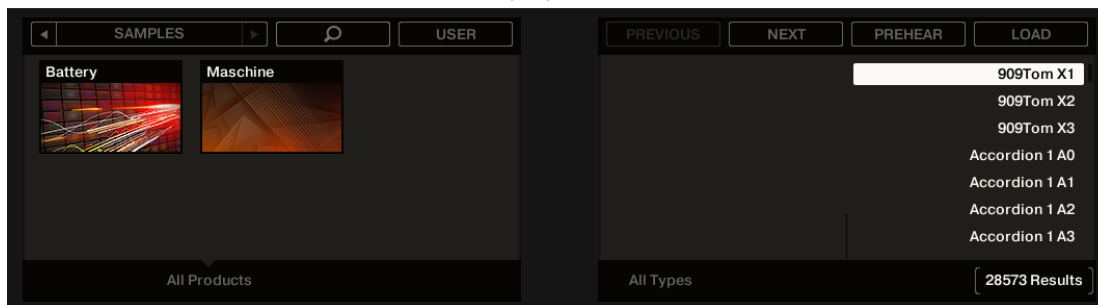 SAMPLES
USER
PREVIOUS
NEXT
PREHEAR
LOAD
Battery
Maschine
909Tom X1
909Tom X2
909Tom X3
Accordion 1 A0
Accordion 1 A1
Accordion 1 A2
Accordion 1 A3
All Products
All Types
28573 Results